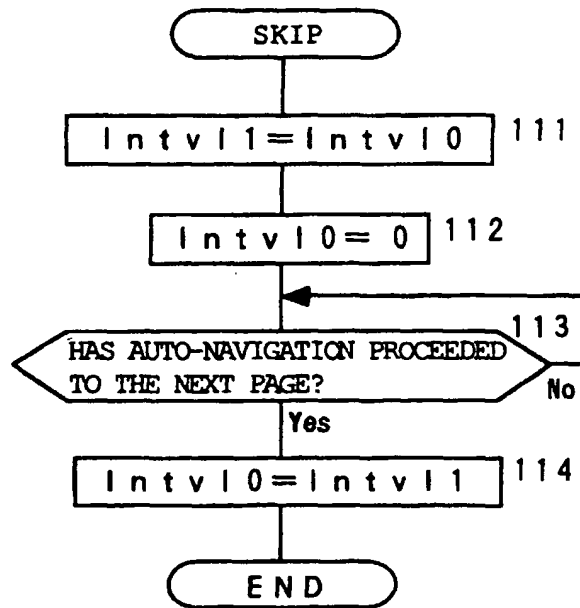 SKIP
Intvl1=Intvl0 111
Intvl0=0 112
113
HAS AUTO-NAVIGATION PROCEEDED
TO THE NEXT PAGE?
No
Yes
Intvl0=Intvl1 114
END